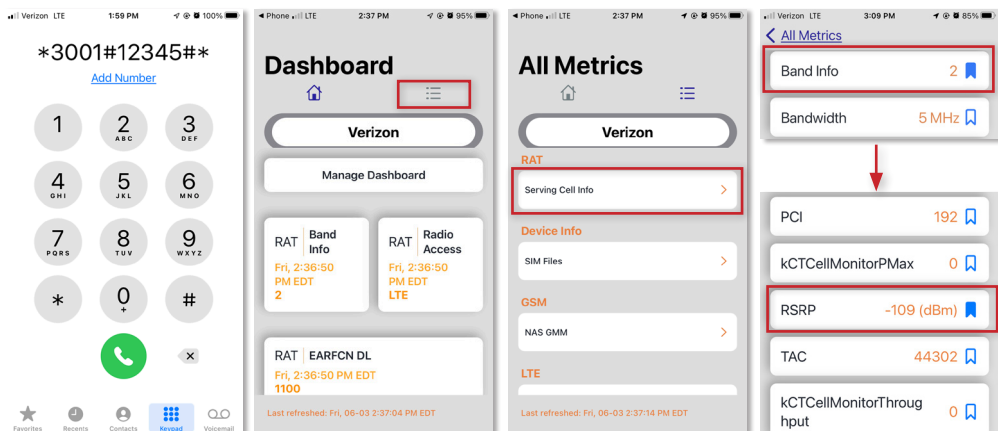 Verizon LTE 1:59 PM 100%
*3001#12345#*
Add Number
1 2 3
ABC DEF
4 5 6
GHI JKL MNO
7 8 9
PQRS TUV WXYZ
* 0 #
+
Favorites Recents Contacts Keypad Voicemail
Phone LTE 2:37 PM 95%
Dashboard
Verizon
Manage Dashboard
RAT Band Info
Fri, 2:36:50
PM EDT
2
RAT Radio Access
Fri, 2:36:50
PM EDT
LTE
RAT EARFCN DL
Fri, 2:36:50 PM EDT
1100
Last refreshed: Fri, 06-03 2:37:04 PM EDT
Phone LTE 2:37 PM 95%
All Metrics
Verizon
RAT
Serving Cell Info
Device Info
SIM Files
GSM
NAS GMM
LTE
Last refreshed: Fri, 06-03 2:37:14 PM EDT
Verizon LTE 3:09 PM 85%
All Metrics
Band Info 2
Bandwidth 5 MHz
PCI 192
kCTCellMonitorPMax 0
RSRP -109 (dBm)
TAC 44302
kCTCellMonitorThroug
hput 0